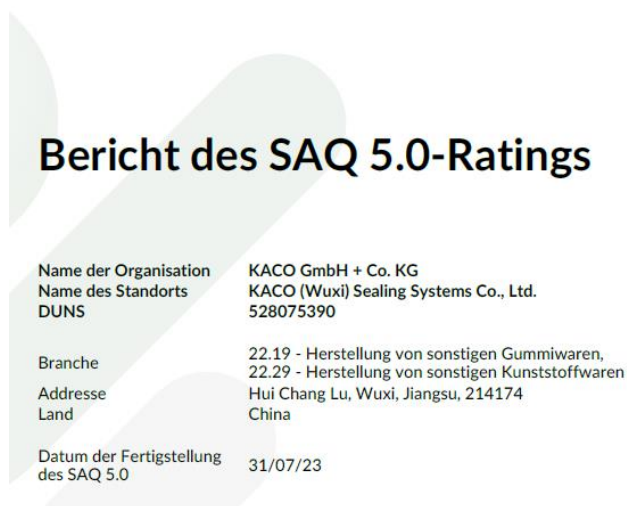 Bericht des SAQ 5.0-Ratings
Name der Organisation KACO GmbH + Co. KG
Name des Standorts KACO (Wuxi) Sealing Systems Co., Ltd.
DUNS 528075390
Branche 22.19 - Herstellung von sonstigen Gummiwaren,
22.29 - Herstellung von sonstigen Kunststoffwaren
Addresse Hui Chang Lu, Wuxi, Jiangsu, 214174
Land China
Datum der Fertigstellung
des SAQ 5.0 31/07/23